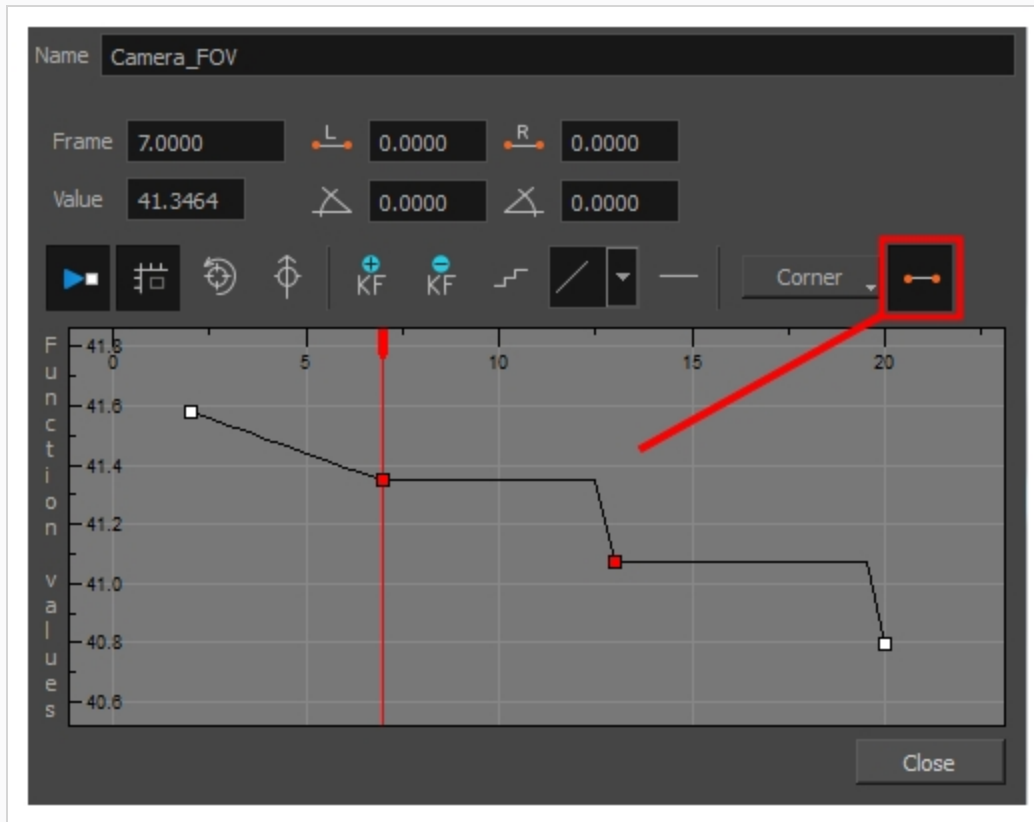 Name Camera_FOV
Frame 7.0000 L 0.0000 R 0.0000
Value 41.3464 0.0000 0.0000
KF KF Corner
Function values
41.8
0 5 10 15 20
41.6
41.4
41.2
41.0
40.8
40.6
Close